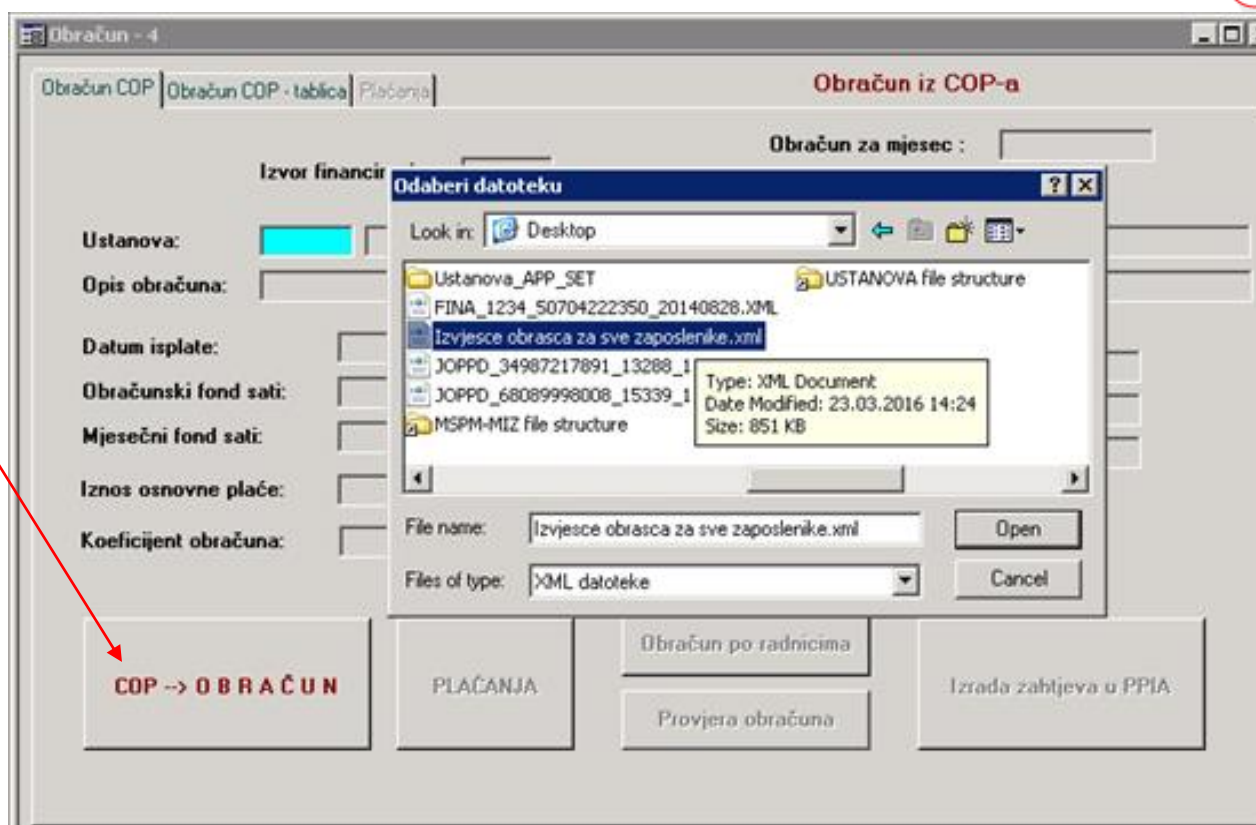 Obračun - 4
Obračun COP Obračun COP - tablica Plaćanja
Obračun iz COP-a
Obračun za mjesec :
Izvor financir
Odaberi datoteku
Look in: Desktop
Ustanova:
Opis obračuna:
Datum isplate:
Obračunski fond sati:
Mjesečni fond sati:
Iznos osnovne plaće:
Koeficijent obračuna:
Ustanova_APP_SET
USTANOVA file structure
FINA_1234_50704222350_20140828.XML
Izvjesce obrasca za sve zaposlenike.xml
JOPPD_34987217891_13288_1
JOPPD_68089998008_15339_1
MSPM-MIZ file structure
Type: XML Document
Date Modified: 23.03.2016 14:24
Size: 851 KB
File name: Izvjesce obrasca za sve zaposlenike.xml Open
Files of type: XML datoteke Cancel
COP --> O B R A Č U N
PLAĆANJA
Obračun po radnicima
Provjera obračuna
Izrada zahtjeva u PPIA